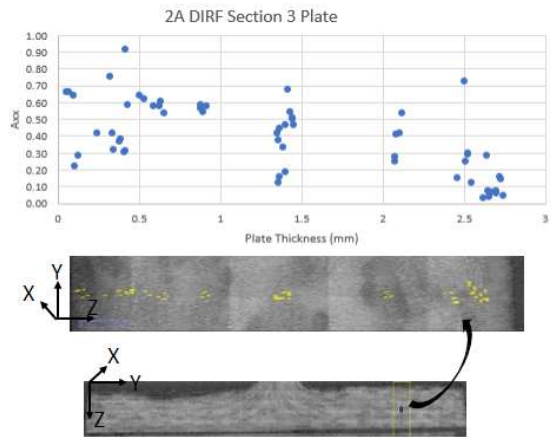 2A DIRF Section 3 Plate
1.00
0.90
0.80
0.70
0.60
0.50
0.40
0.30
0.20
0.10
0.00
Axx
0 0.5 1 1.5 2 2.5 3
Plate Thickness (mm)
Y
X
Z
X
Y
Z